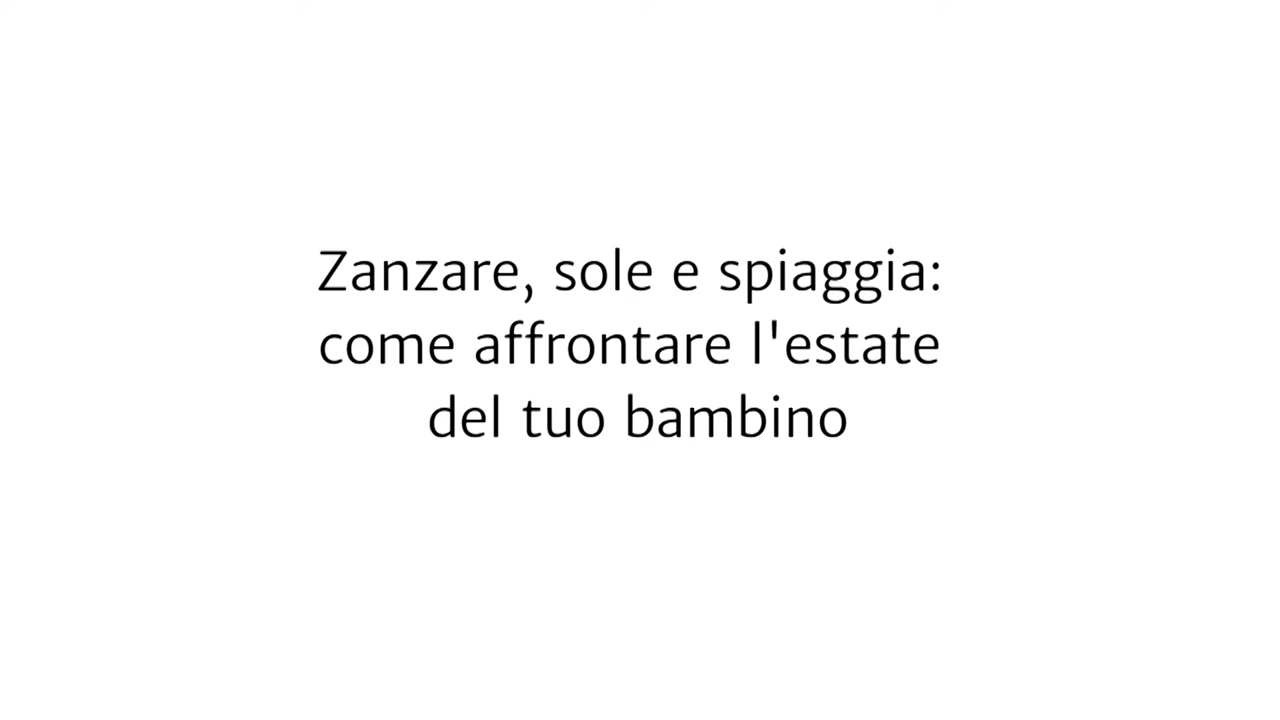 Zanzare, sole e spiaggia:
come affrontare l'estate
del tuo bambino